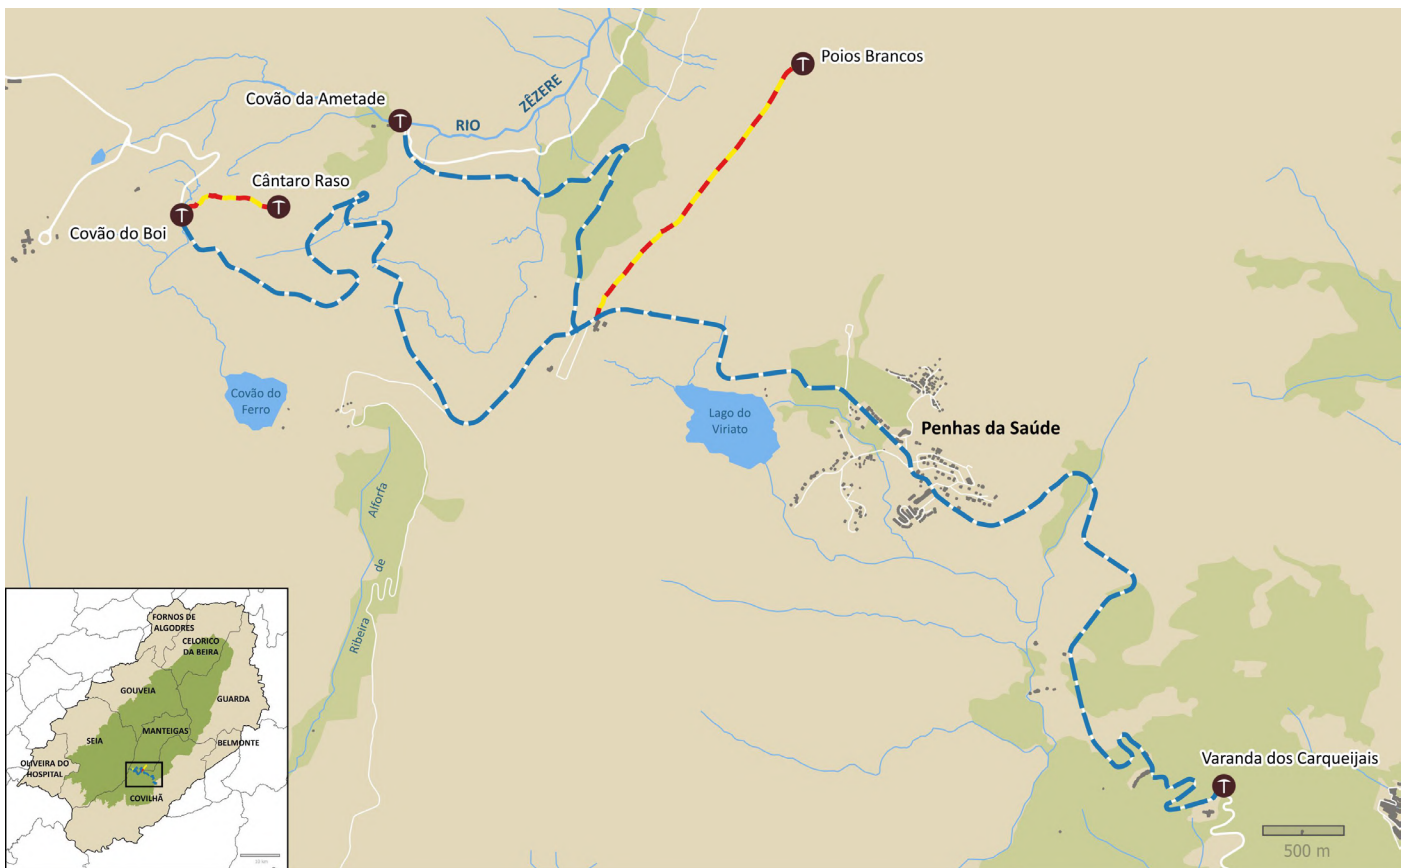 Poios Brancos
Covão da Ametade
RIO
ZÊZERE
Cântaro Raso
Covão do Boi
Covão do
Ferro
Lago do
Viriato
Penhas da Saúde
Ribeira
de
Alforfa
Varanda dos Carqueijais
500 m
FORNOS DE
ALGODRES
CELORICO
DA BEIRA
GOUVEIA
GUARDA
MANTEIGAS
SEIA
BELMONTE
OLIVEIRA DO
HOSPITAL
COVILHÃ
10 km